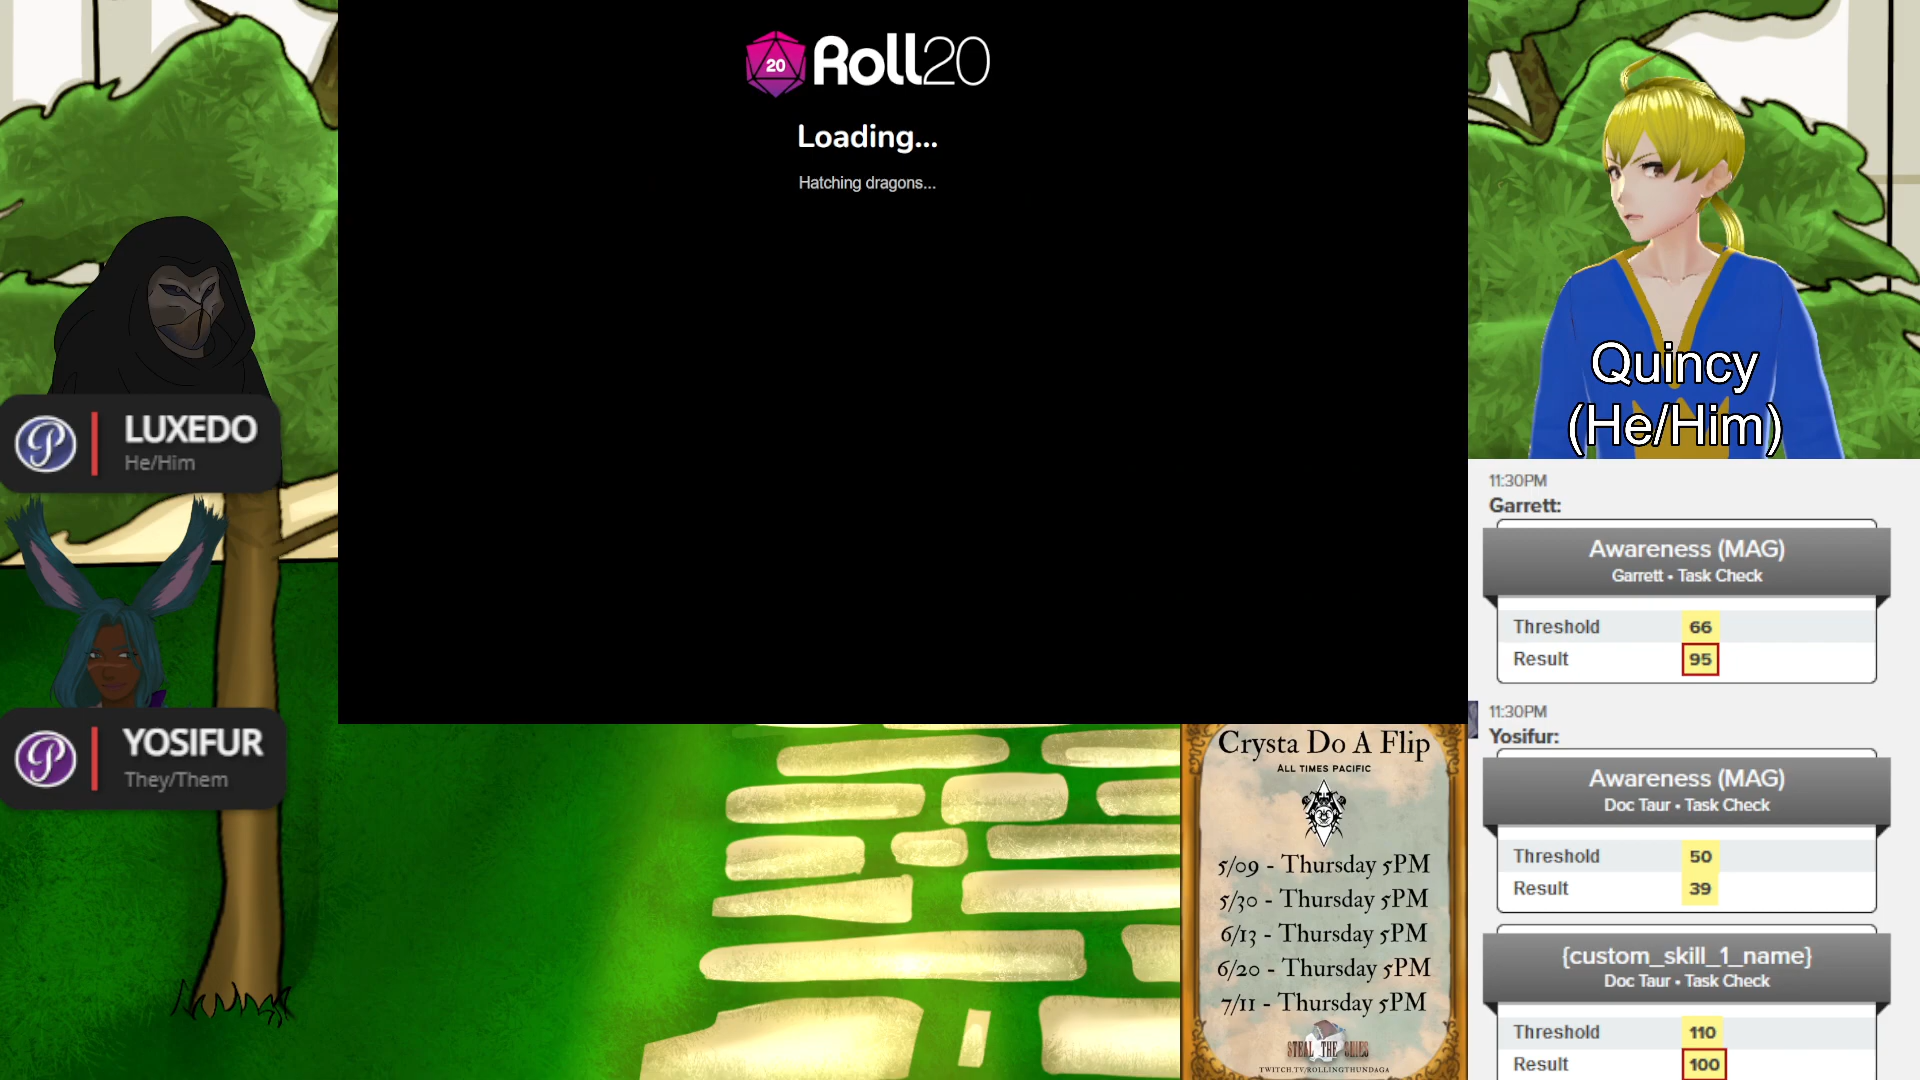 20 Roll20
Loading...
Hatching dragons...
LUXEDO
He/Him
YOSIFUR
They/Them
Quincy
(He/Him)
11:30PM
Garrett:
Awareness (MAG)
Garrett • Task Check
Threshold 66
Result 95
11:30PM
Yosifur:
Awareness (MAG)
Doc Taur • Task Check
Threshold 50
Result 39
{custom_skill_1_name}
Doc Taur • Task Check
Threshold 110
Result 100
Crysta Do A Flip
ALL TIMES PACIFIC
5/09 - Thursday 5PM
5/30 - Thursday 5PM
6/13 - Thursday 5PM
6/20 - Thursday 5PM
7/11 - Thursday 5PM
STEAL THE SKIES
TWITCH.TV/ROLLINGTHUNDAGA